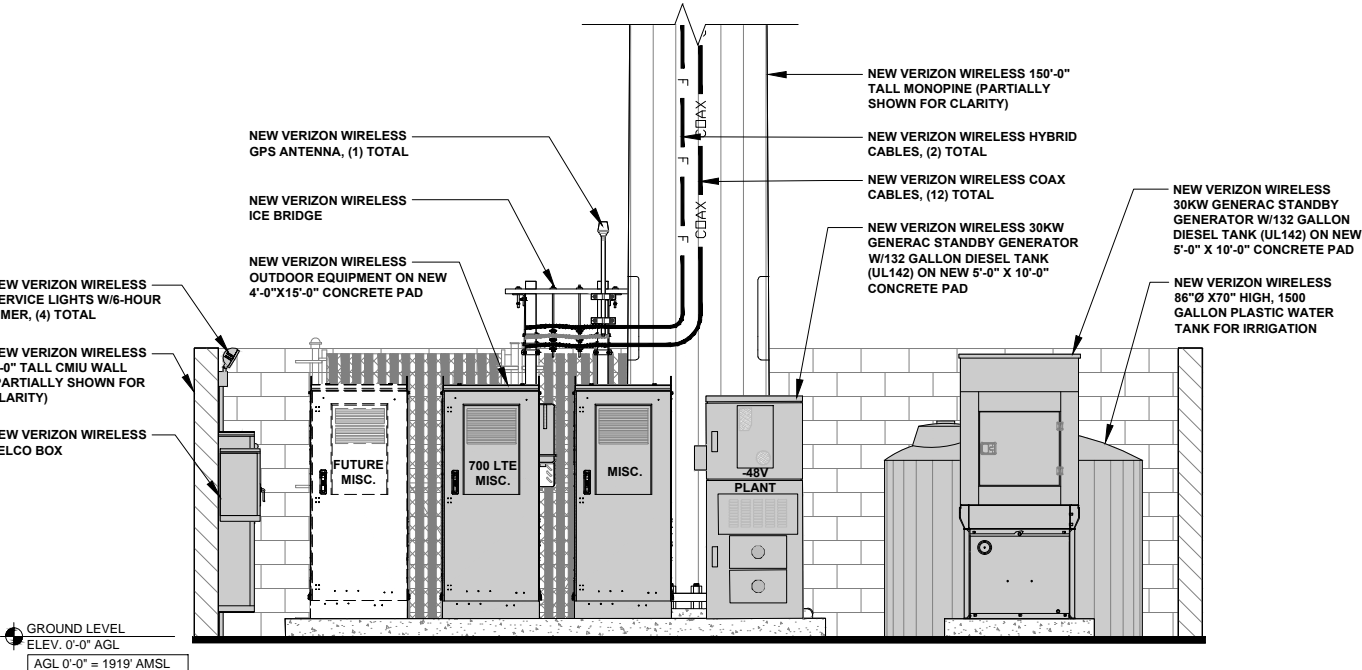 NEW VERIZON WIRELESS 150'-0"
TALL MONOPINE (PARTIALLY
SHOWN FOR CLARITY)
NEW VERIZON WIRELESS
GPS ANTENNA, (1) TOTAL
NEW VERIZON WIRELESS HYBRID
CABLES, (2) TOTAL
NEW VERIZON WIRELESS COAX
CABLES, (12) TOTAL
NEW VERIZON WIRELESS
ICE BRIDGE
NEW VERIZON WIRELESS
30KW GENERAC STANDBY
GENERATOR W/132 GALLON
DIESEL TANK (UL142) ON NEW
5'-0" X 10'-0" CONCRETE PAD
NEW VERIZON WIRELESS 30KW
GENERAC STANDBY GENERATOR
W/132 GALLON DIESEL TANK
(UL142) ON NEW 5'-0" X 10'-0"
CONCRETE PAD
NEW VERIZON WIRELESS
OUTDOOR EQUIPMENT ON NEW
4'-0"X15'-0" CONCRETE PAD
EW VERIZON WIRELESS
ERVICE LIGHTS W/6-HOUR
MER, (4) TOTAL
NEW VERIZON WIRELESS
86"Ø X70" HIGH, 1500
GALLON PLASTIC WATER
TANK FOR IRRIGATION
EW VERIZON WIRELESS
-0" TALL CMIU WALL
PARTIALLY SHOWN FOR
LARITY)
EW VERIZON WIRELESS
ELCO BOX
F
COAX
F
F
COAX
F
FUTURE
MISC.
700 LTE
MISC.
MISC.
-48V
PLANT
GROUND LEVEL
ELEV. 0'-0" AGL
AGL 0'-0" = 1919' AMSL